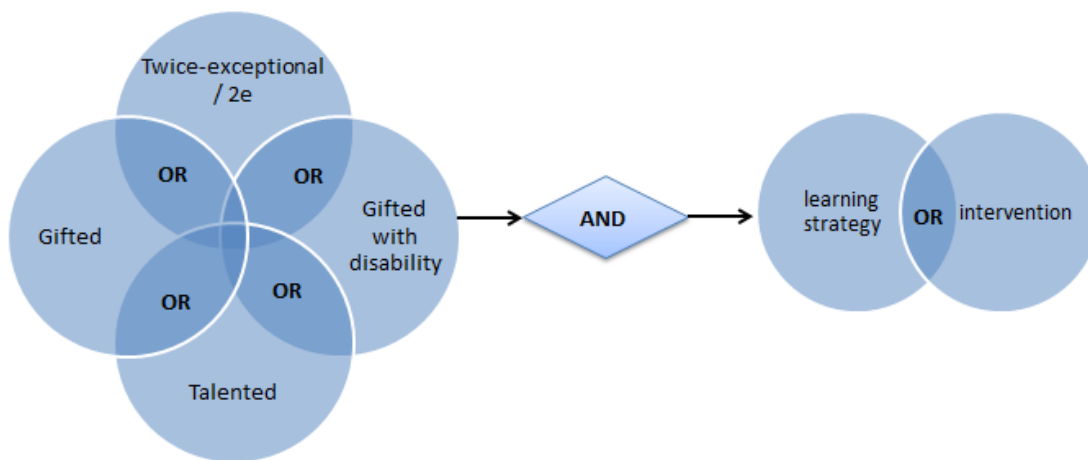 Twice-exceptional
/ 2e
OR
OR
Gifted
Gifted
with
disability
OR
OR
Talented
AND
learning
strategy
OR
intervention